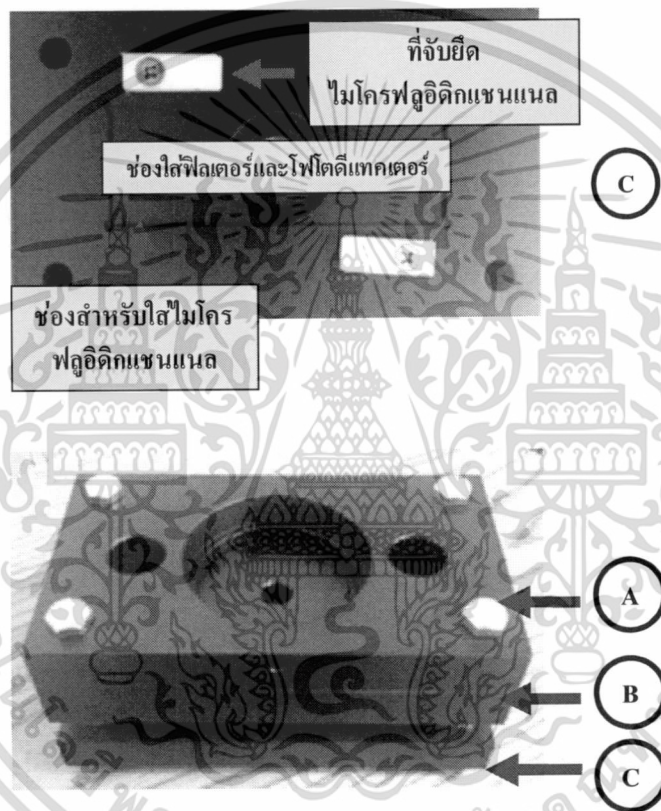 ที่จับยึด
ไมโครฟลูอิดิกแชนแนล
ช่องใส่ฟิลเตอร์และโฟโตดีแทคเตอร์
C
ช่องสำหรับใส่ไมโคร
ฟลูอิดิกแชนแนล
A
B
C